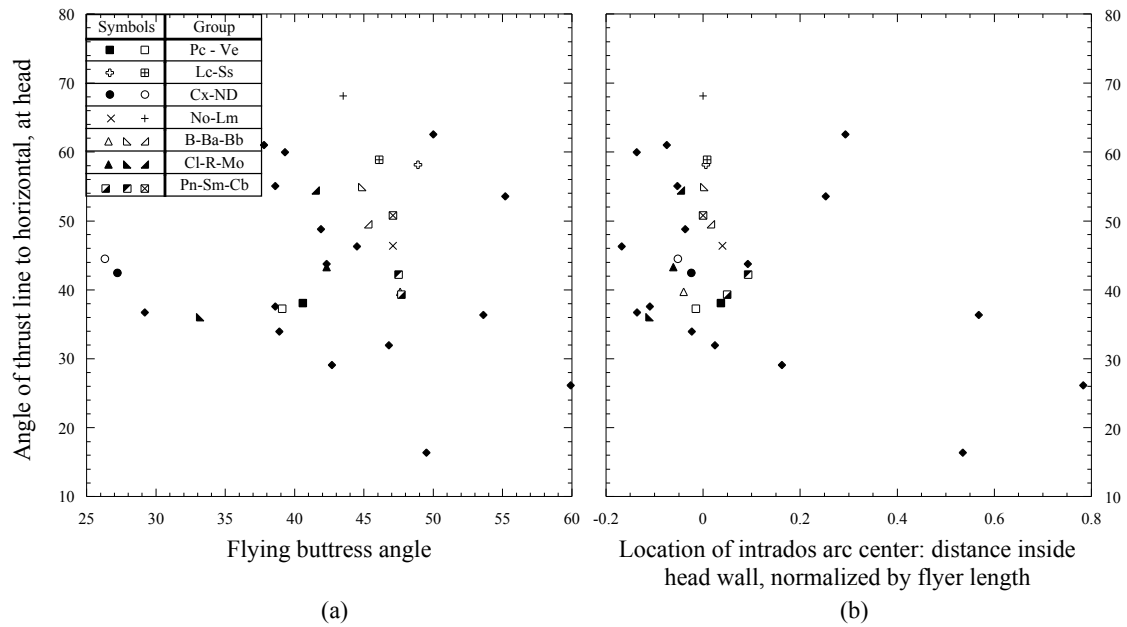 Symbols Group
Pc - Ve
Lc-Ss
Cx-ND
No-Lm
B-Ba-Bb
Cl-R-Mo
Pn-Sm-Cb
Angle of thrust line to horizontal, at head
80
70
60
50
40
30
20
10
25 30 35 40 45 50 55 60
Flying buttress angle
(a)
80
70
60
50
40
30
20
10
-0.2 0 0.2 0.4 0.6 0.8
Location of intrados arc center: distance inside
head wall, normalized by flyer length
(b)